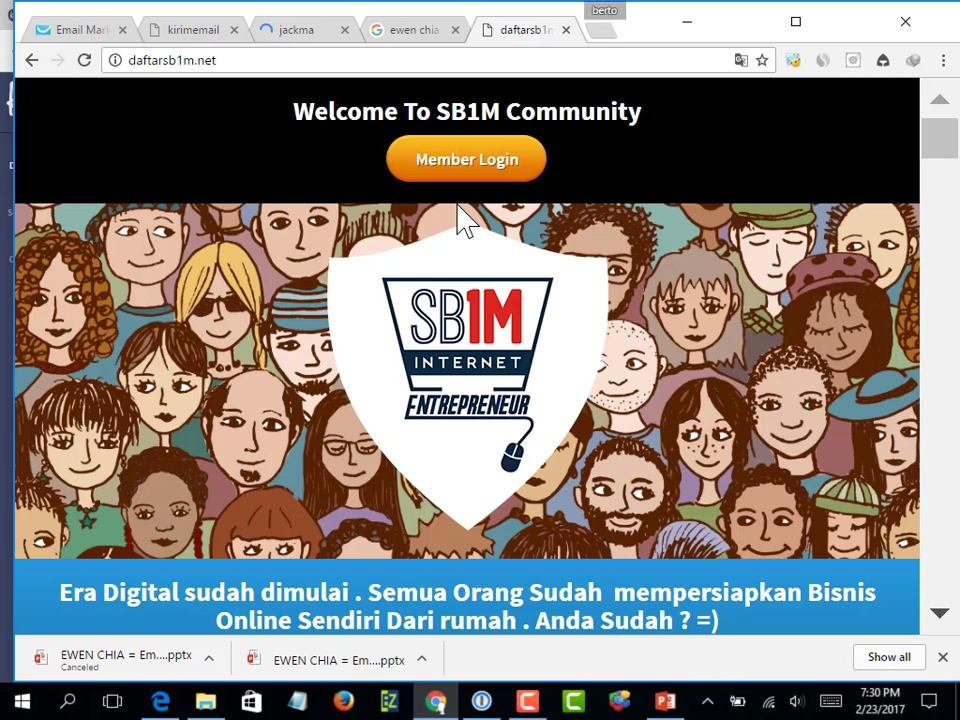 berto
Email Mark
kirimemail
jackma
ewen chia
daftarsb1m
daftarsb1m.net
Welcome To SB1M Community
Member Login
SB1M
INTERNET
ENTREPRENEUR
Era Digital sudah dimulai . Semua Orang Sudah mempersiapkan Bisnis
Online Sendiri Dari rumah . Anda Sudah ? =)
EWEN CHIA = Em....pptx
Canceled
EWEN CHIA = Em....pptx
Show all
7:30 PM
2/23/2017